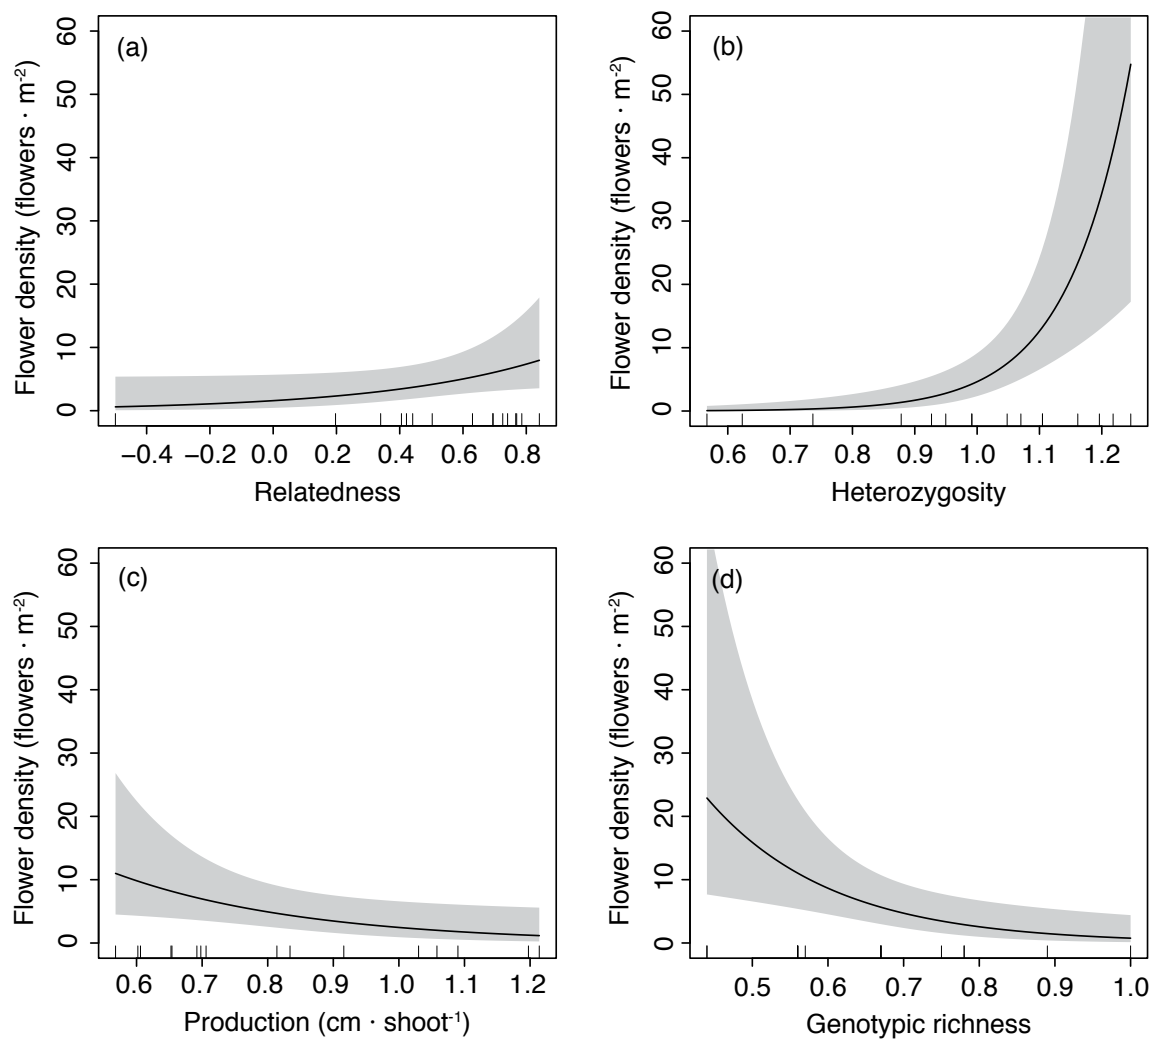 (a)
Flower density (flowers · m-2)
0 10 20 30 40 50 60
−0.4 −0.2 0.0 0.2 0.4 0.6 0.8
Relatedness
(b)
Flower density (flowers · m-2)
0 10 20 30 40 50 60
0.6 0.7 0.8 0.9 1.0 1.1 1.2
Heterozygosity
(c)
Flower density (flowers · m-2)
0 10 20 30 40 50 60
0.6 0.7 0.8 0.9 1.0 1.1 1.2
Production (cm · shoot-1)
(d)
Flower density (flowers · m-2)
0 10 20 30 40 50 60
0.5 0.6 0.7 0.8 0.9 1.0
Genotypic richness